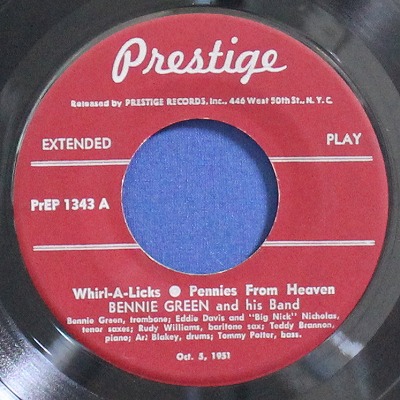 Prestige
Released by PRESTIGE RECORDS, Inc., 446 West 50th St., N.Y.C.
EXTENDED PLAY
PrEP 1343 A
Whirl-A-Licks ● Pennies From Heaven
BENNIE GREEN and his Band
Bennie Green, trombone; Eddie Davis and "Big Nick" Nicholas,
tenor saxes; Rudy Williams, baritone sax; Teddy Brannon,
piano; Art Blakey, drums; Tommy Potter, bass.
Oct. 5, 1951